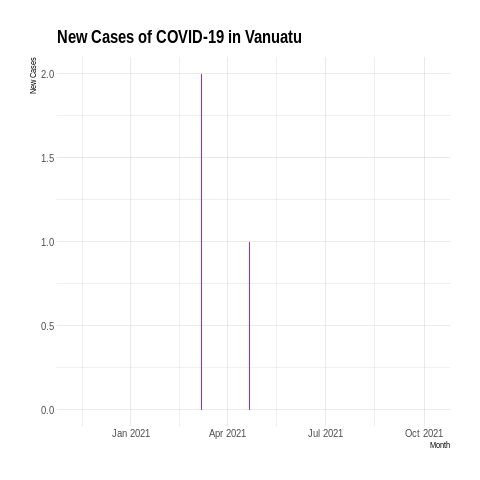 New Cases of COVID-19 in Vanuatu
New Cases
2.0
1.5
1.0
0.5
0.0
Jan 2021 Apr 2021 Jul 2021 Oct 2021
Month